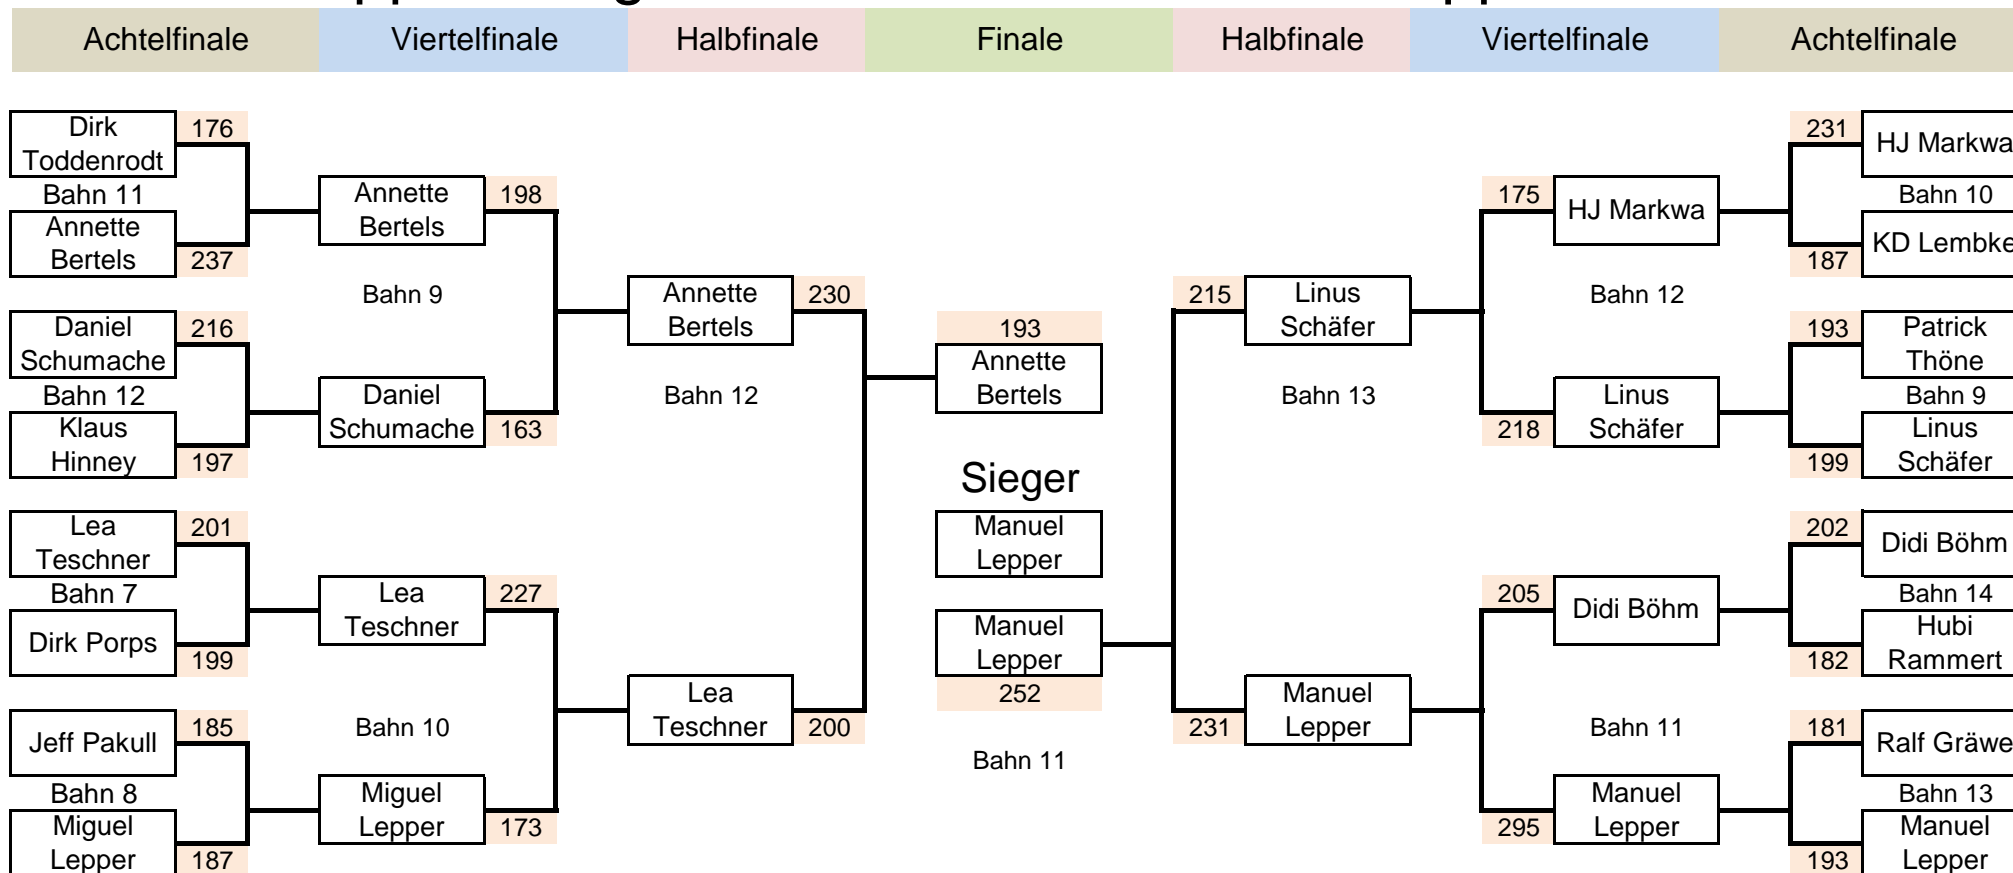 Achtelfinale Viertelfinale Halbfinale Finale Halbfinale Viertelfinale Achtelfinale
Dirk
Toddenrodt
176
Bahn 11
Annette
Bertels
237
Daniel
Schumache
216
Bahn 12
Klaus
Hinney
197
Lea
Teschner
201
Bahn 7
Dirk Porps
199
Jeff Pakull
185
Bahn 8
Miguel
Lepper
187
Annette
Bertels
198
Bahn 9
Daniel
Schumache
163
Lea
Teschner
227
Bahn 10
Miguel
Lepper
173
Annette
Bertels
230
Bahn 12
Lea
Teschner
200
193
Annette
Bertels
Sieger
Manuel
Lepper
Manuel
Lepper
252
Bahn 11
215
Linus
Schäfer
Bahn 13
231
Manuel
Lepper
175
HJ Markwa
Bahn 12
218
Linus
Schäfer
205
Didi Böhm
Bahn 11
295
Manuel
Lepper
231
HJ Markwa
Bahn 10
KD Lembke
187
193
Patrick
Thöne
Bahn 9
Linus
Schäfer
199
202
Didi Böhm
Bahn 14
Hubi
Rammert
182
181
Ralf Gräwe
Bahn 13
Manuel
Lepper
193